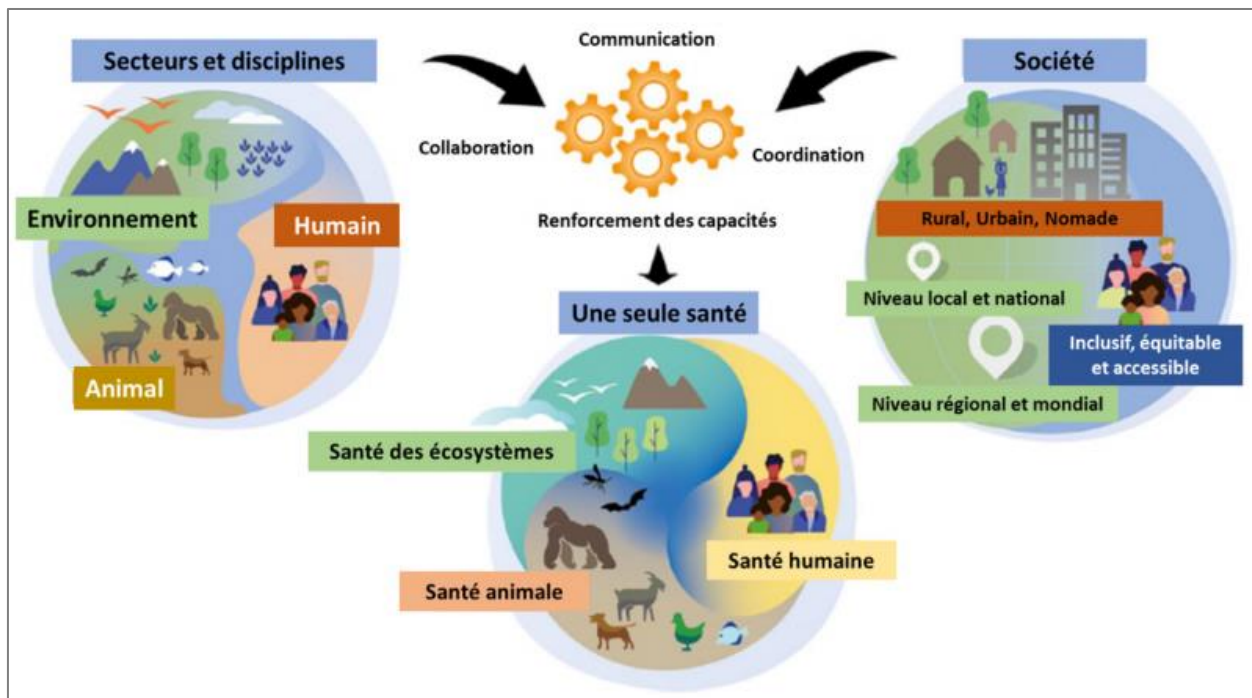 Communication
Secteurs et disciplines
Société
Collaboration
Coordination
Environnement
Humain
Rural, Urbain, Nomade
Renforcement des capacités
Niveau local et national
Une seule santé
Inclusif, équitable
et accessible
Animal
Niveau régional et mondial
Santé des écosystèmes
Santé humaine
Santé animale